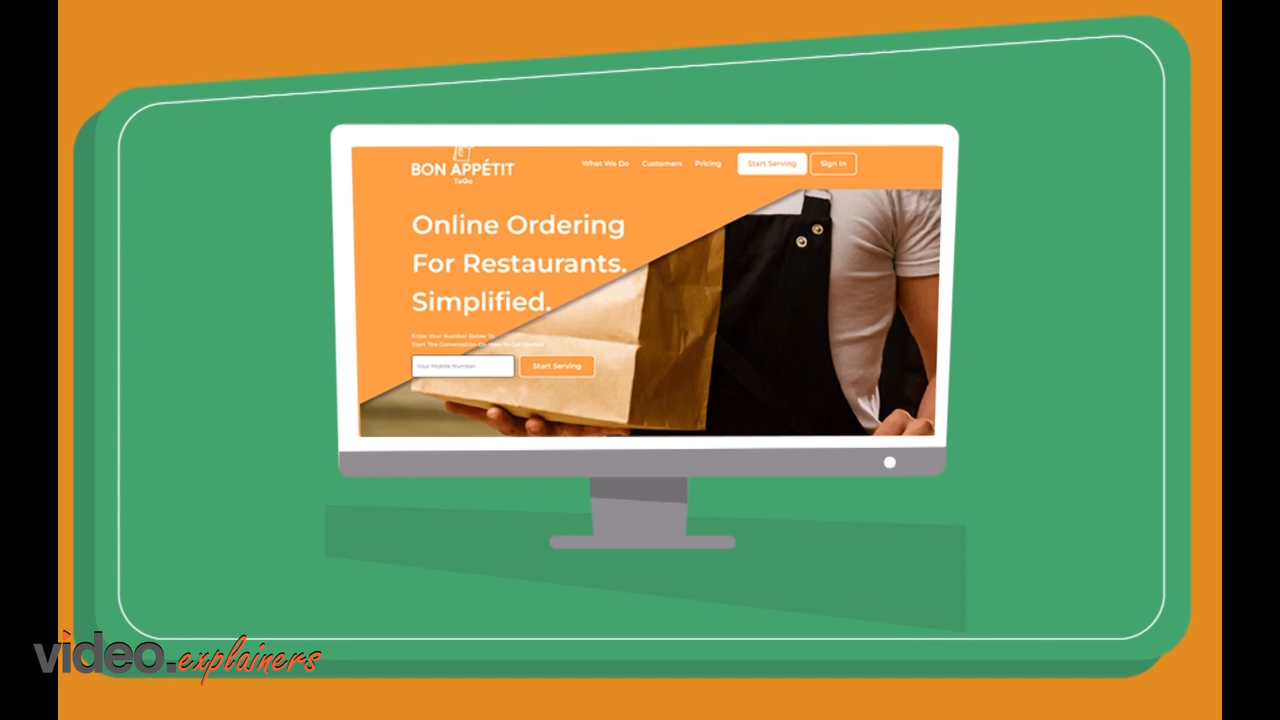 BON APPÉTIT
ToGo
What We Do
Customers
Pricing
Start Serving
Sign In
Online Ordering
For Restaurants.
Simplified.
Enter Your Number Below To
Start The Conversation On How To Get Started
Your Mobile Number
Start Serving
video.explainers